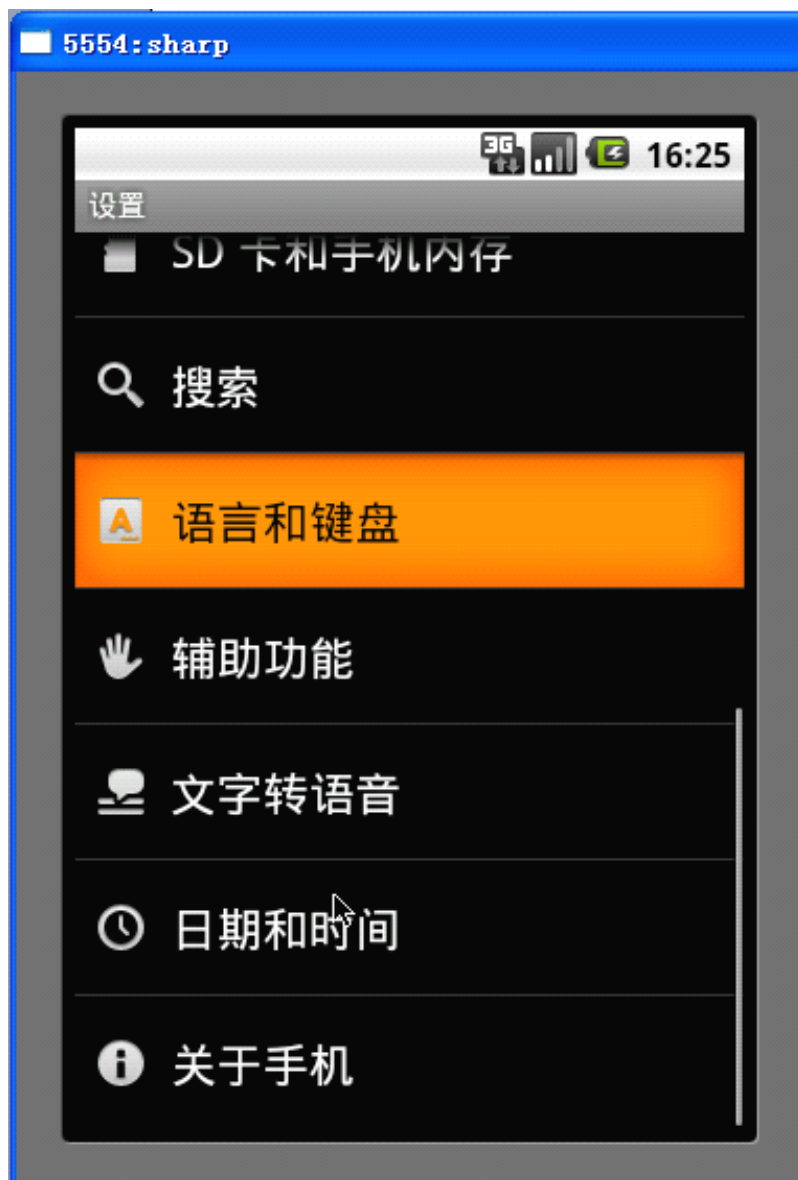 5554:sharp
3G 16:25
设置
SD 卡和手机内存
搜索
语言和键盘
辅助功能
文字转语音
日期和时间
关于手机